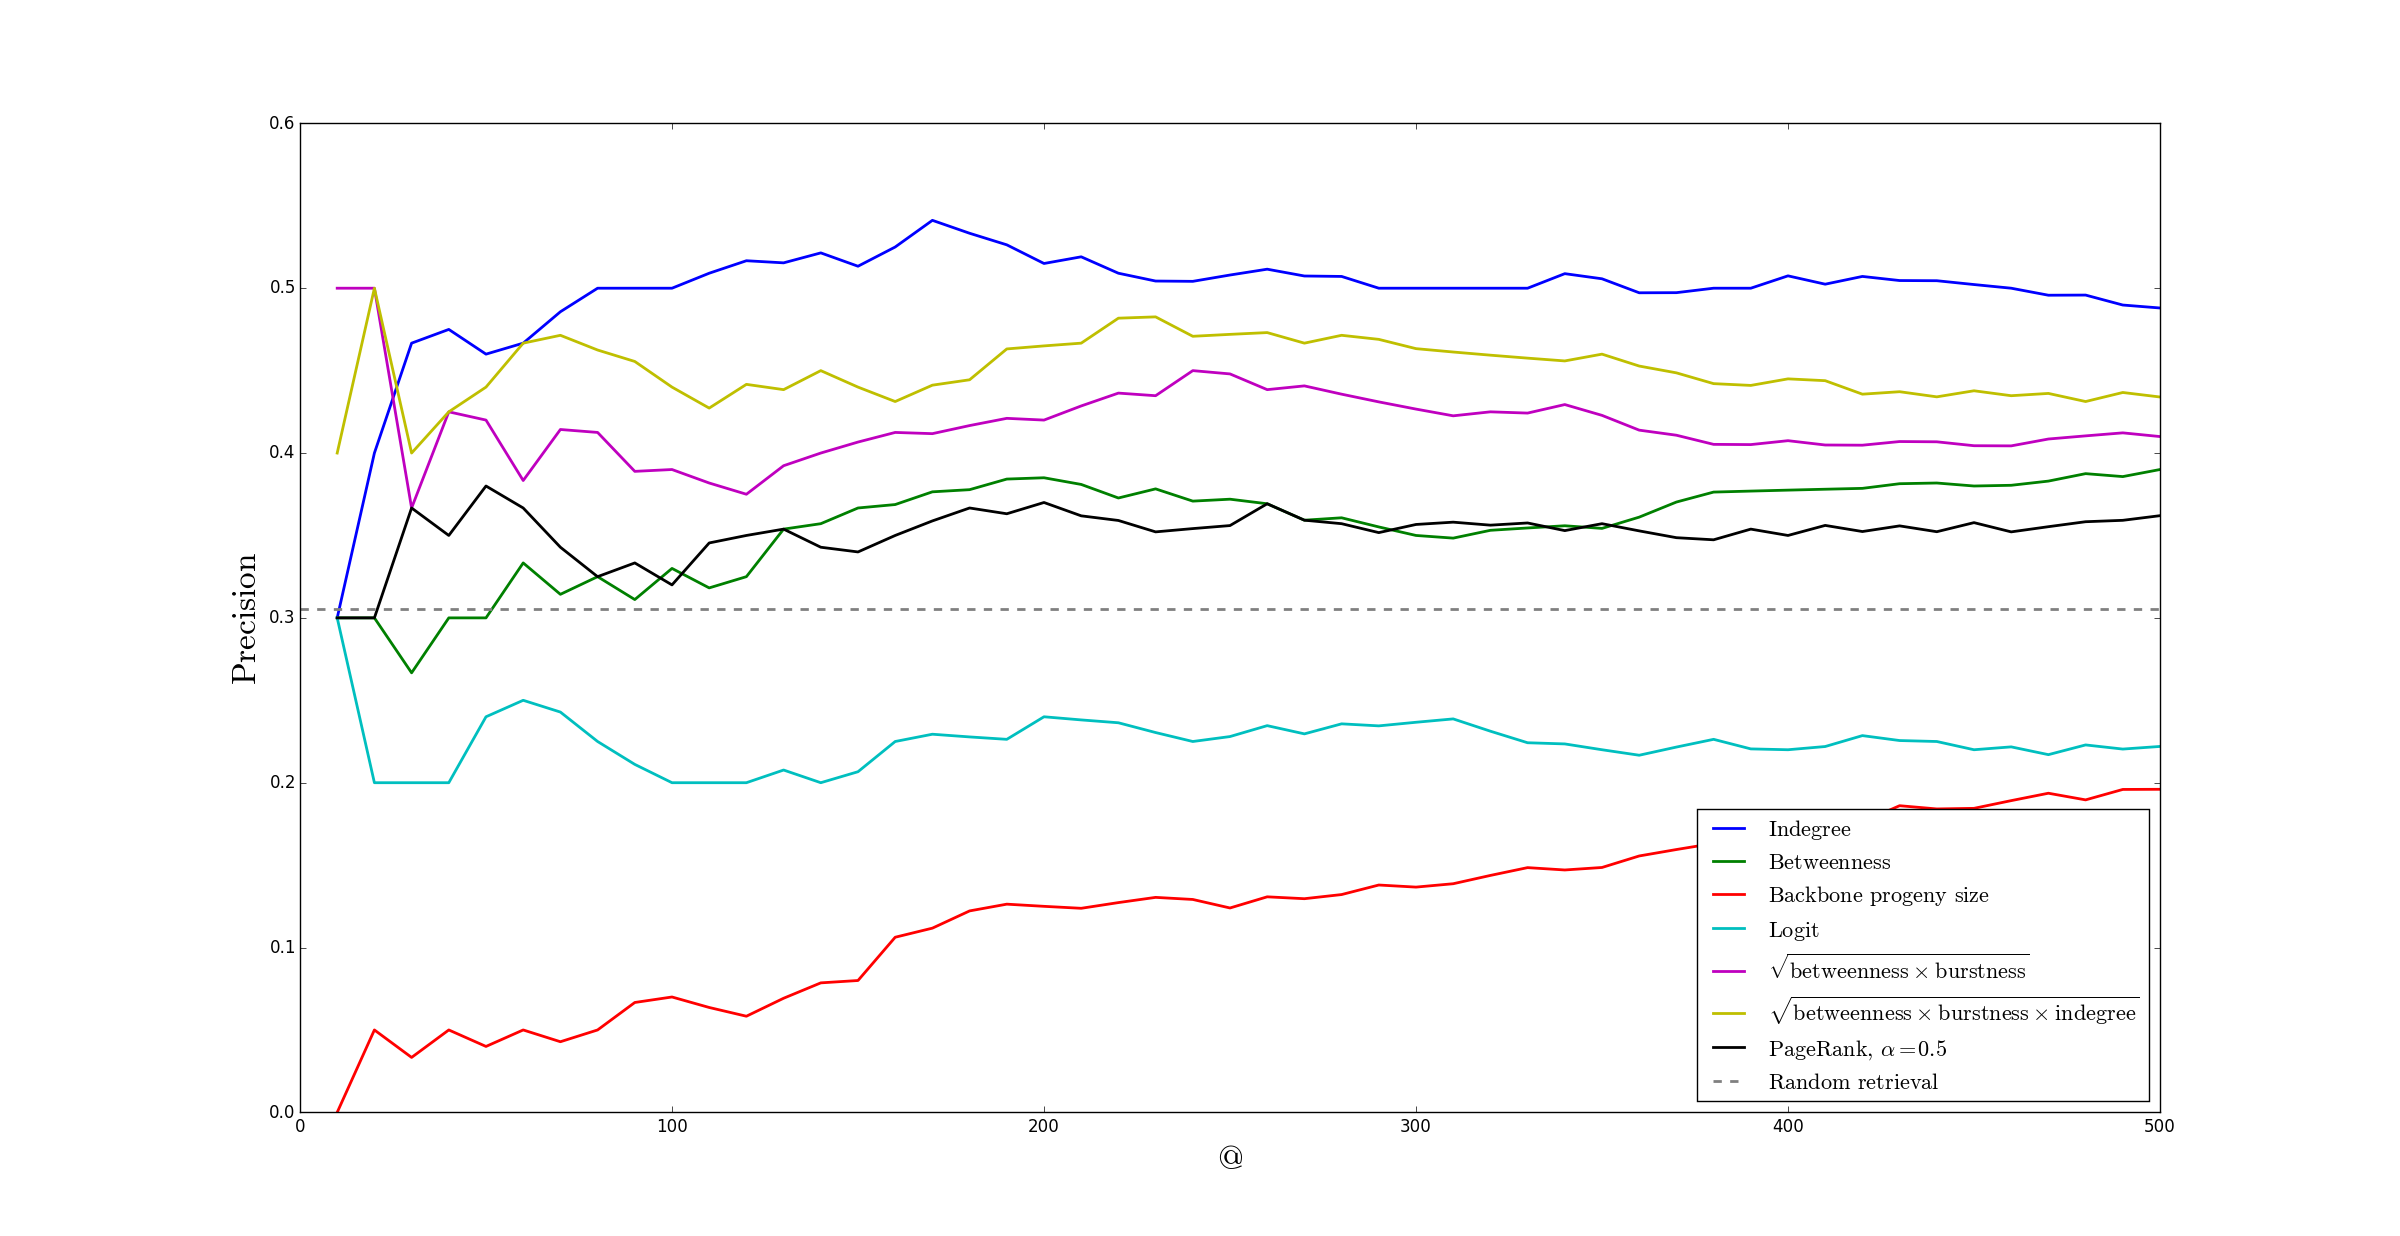 0.6
0.5
0.4
0.3
0.2
0.1
0.0
Precision
0
100
200
300
400
500
@
Indegree
Betweenness
Backbone progeny size
Logit
√betweenness × burstness
√betweenness × burstness × indegree
PageRank, α = 0.5
Random retrieval